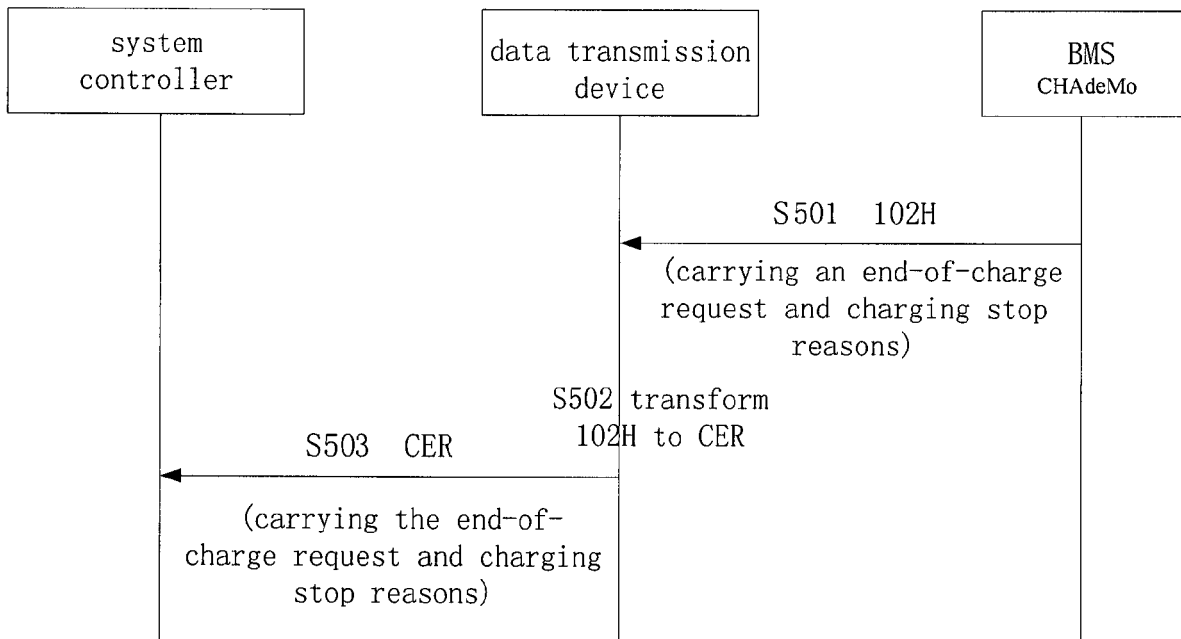 system
controller
data transmission
device
BMS
CHAdeMo
S501 102H
(carrying an end-of-charge
request and charging stop
reasons)
S502 transform
102H to CER
S503 CER
(carrying the end-of-
charge request and charging
stop reasons)